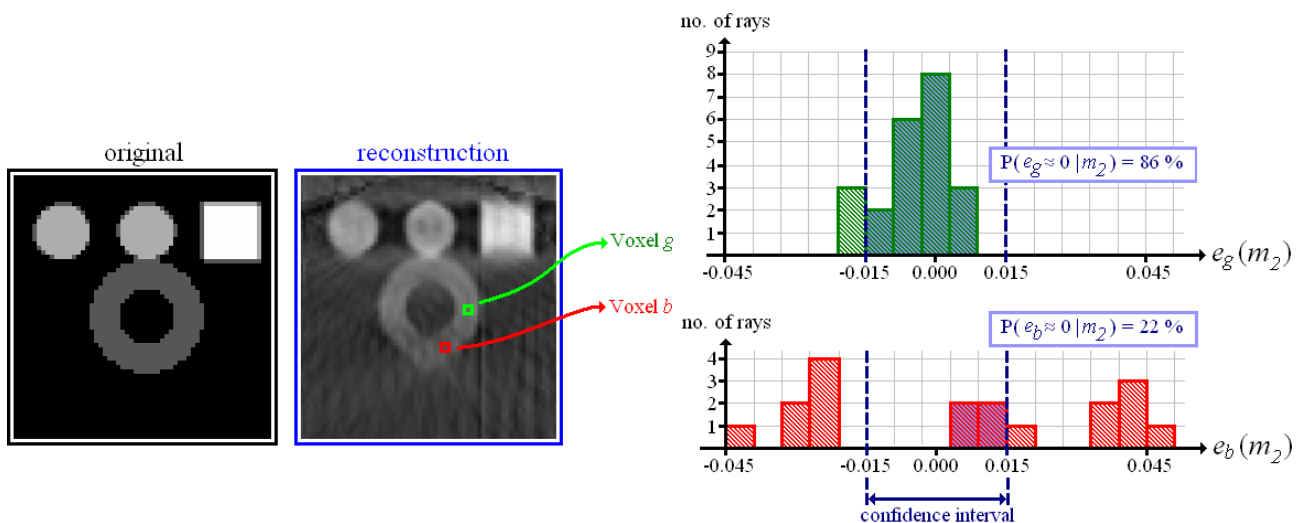 original
reconstruction
Voxel g
Voxel b
no. of rays
9
8
7
6
5
4
3
2
1
P(e_g ≈ 0 | m_2) = 86 %
-0.045
-0.015
0.000
0.015
0.045
e_g (m_2)
no. of rays
4
3
2
1
P(e_b ≈ 0 | m_2) = 22 %
-0.045
-0.015
0.000
0.015
0.045
e_b (m_2)
confidence interval